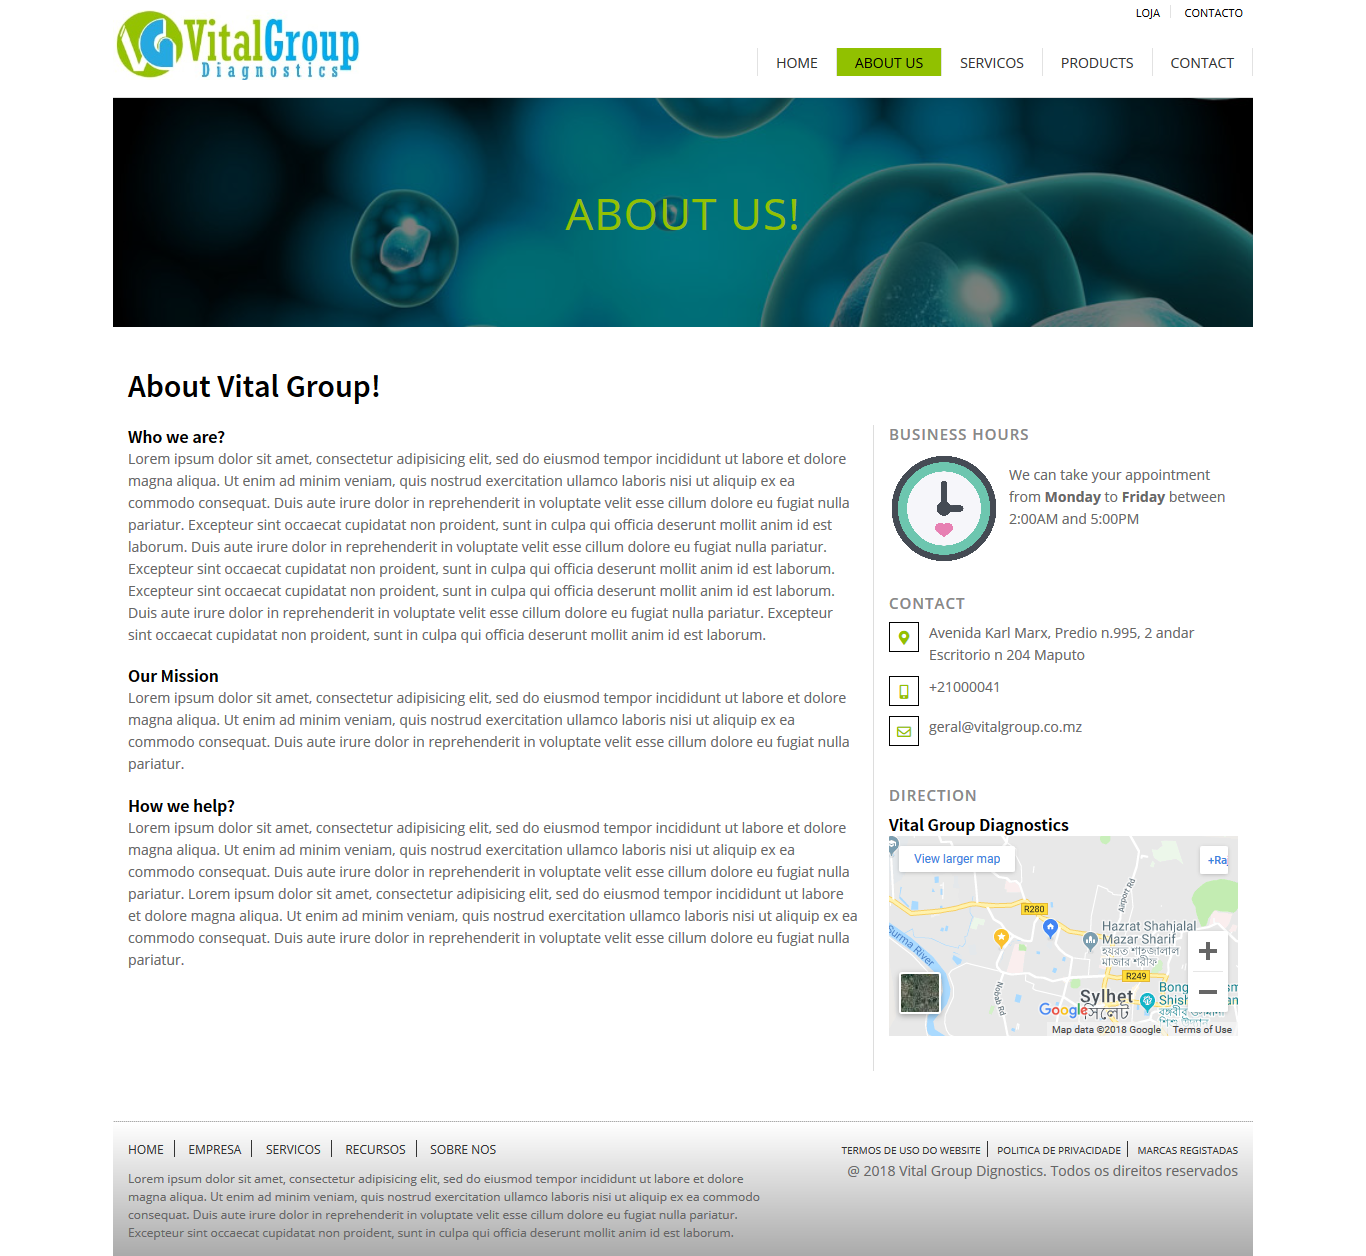 LOJA CONTACTO
VitalGroup
Diagnostics
HOME ABOUT US SERVICOS PRODUCTS CONTACT
ABOUT US!
About Vital Group!
Who we are?
Lorem ipsum dolor sit amet, consectetur adipisicing elit, sed do eiusmod tempor incididunt ut labore et dolore
magna aliqua. Ut enim ad minim veniam, quis nostrud exercitation ullamco laboris nisi ut aliquip ex ea
commodo consequat. Duis aute irure dolor in reprehenderit in voluptate velit esse cillum dolore eu fugiat nulla
pariatur. Excepteur sint occaecat cupidatat non proident, sunt in culpa qui officia deserunt mollit anim id est
laborum. Duis aute irure dolor in reprehenderit in voluptate velit esse cillum dolore eu fugiat nulla pariatur.
Excepteur sint occaecat cupidatat non proident, sunt in culpa qui officia deserunt mollit anim id est laborum.
Excepteur sint occaecat cupidatat non proident, sunt in culpa qui officia deserunt mollit anim id est laborum.
Duis aute irure dolor in reprehenderit in voluptate velit esse cillum dolore eu fugiat nulla pariatur. Excepteur
sint occaecat cupidatat non proident, sunt in culpa qui officia deserunt mollit anim id est laborum.
Our Mission
Lorem ipsum dolor sit amet, consectetur adipisicing elit, sed do eiusmod tempor incididunt ut labore et dolore
magna aliqua. Ut enim ad minim veniam, quis nostrud exercitation ullamco laboris nisi ut aliquip ex ea
commodo consequat. Duis aute irure dolor in reprehenderit in voluptate velit esse cillum dolore eu fugiat nulla
pariatur.
How we help?
Lorem ipsum dolor sit amet, consectetur adipisicing elit, sed do eiusmod tempor incididunt ut labore et dolore
magna aliqua. Ut enim ad minim veniam, quis nostrud exercitation ullamco laboris nisi ut aliquip ex ea
commodo consequat. Duis aute irure dolor in reprehenderit in voluptate velit esse cillum dolore eu fugiat nulla
pariatur. Lorem ipsum dolor sit amet, consectetur adipisicing elit, sed do eiusmod tempor incididunt ut labore
et dolore magna aliqua. Ut enim ad minim veniam, quis nostrud exercitation ullamco laboris nisi ut aliquip ex ea
commodo consequat. Duis aute irure dolor in reprehenderit in voluptate velit esse cillum dolore eu fugiat nulla
pariatur.
BUSINESS HOURS
We can take your appointment
from Monday to Friday between
2:00AM and 5:00PM
CONTACT
Avenida Karl Marx, Predio n.995, 2 andar
Escritorio n 204 Maputo
+21000041
geral@vitalgroup.co.mz
DIRECTION
Vital Group Diagnostics
View larger map
+Ra
Airport Rd
R280
Hazrat Shahjalal
Mazar Sharif
হযরত শাহজালাল
মাজার শরীফ
Surma River
R249
Nobab Rd
Sylhet
সিলেট
Google
Map data ©2018 Google Terms of Use
HOME EMPRESA SERVICOS RECURSOS SOBRE NOS
Lorem ipsum dolor sit amet, consectetur adipisicing elit, sed do eiusmod tempor incididunt ut labore et dolore
magna aliqua. Ut enim ad minim veniam, quis nostrud exercitation ullamco laboris nisi ut aliquip ex ea commodo
consequat. Duis aute irure dolor in reprehenderit in voluptate velit esse cillum dolore eu fugiat nulla pariatur.
Excepteur sint occaecat cupidatat non proident, sunt in culpa qui officia deserunt mollit anim id est laborum.
TERMOS DE USO DO WEBSITE POLITICA DE PRIVACIDADE MARCAS REGISTADAS
@ 2018 Vital Group Dignostics. Todos os direitos reservados